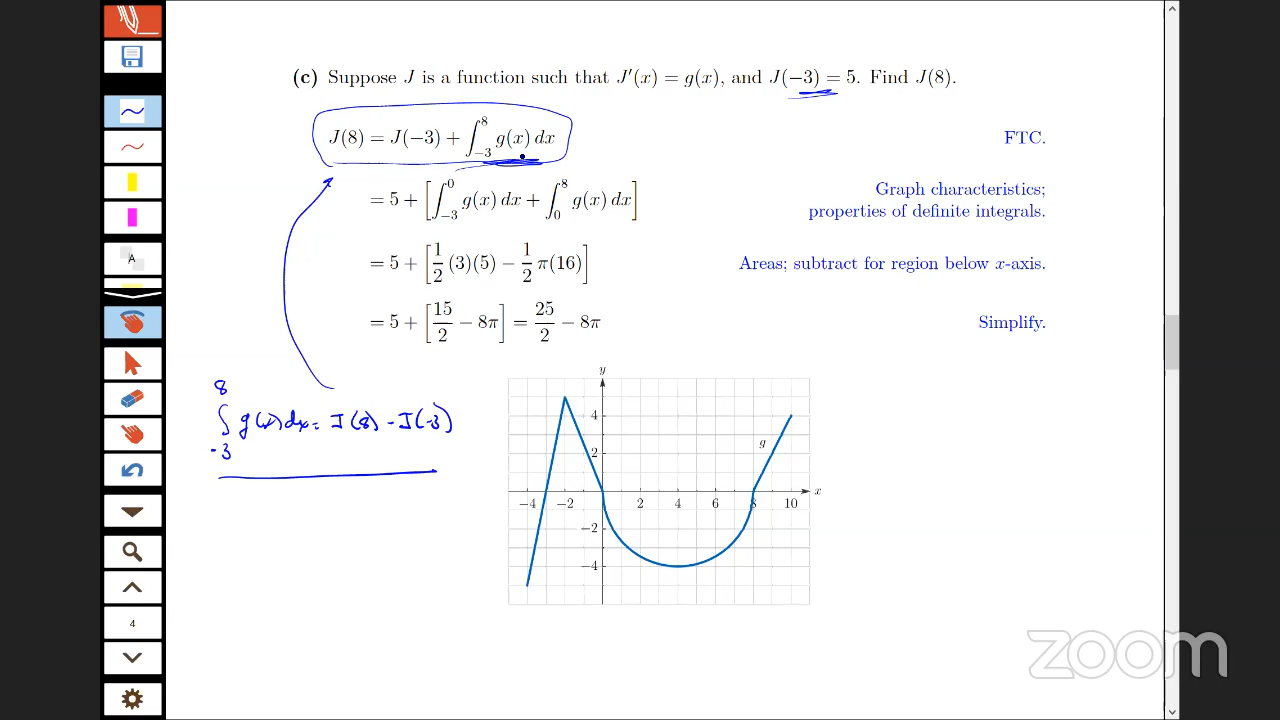 (c) Suppose J is a function such that J′(x) = g(x), and J(−3) = 5. Find J(8).
J(8) = J(−3) + ∫_{−3}^{8} g(x) dx FTC.
= 5 + [∫_{−3}^{0} g(x) dx + ∫_{0}^{8} g(x) dx] Graph characteristics;
properties of definite integrals.
= 5 + [1/2 (3)(5) − 1/2 π(16)] Areas; subtract for region below x-axis.
= 5 + [15/2 − 8π] = 25/2 − 8π Simplify.
∫_{-3}^{8} g(x)dx = J(8) - J(-3)
y
4
g
2
x
−4 −2 2 4 6 8 10
−2
−4
A
4
zoom